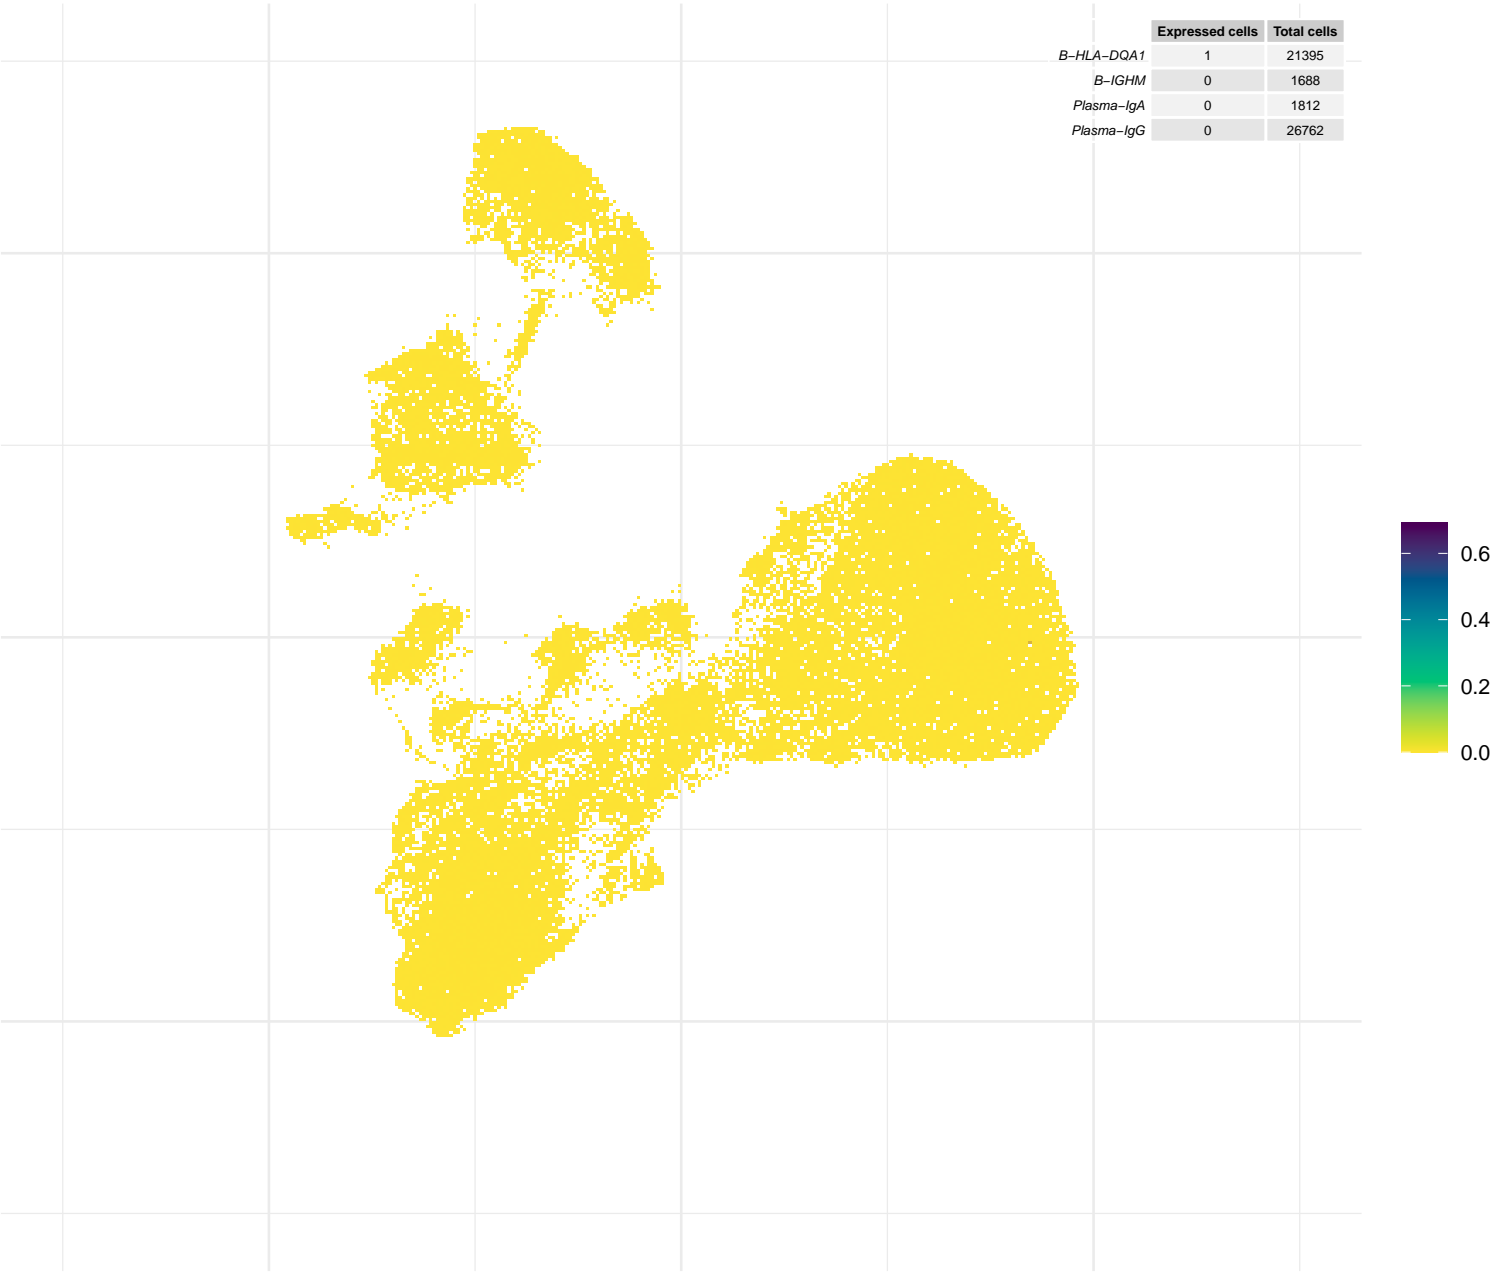 Expressed cells Total cells
B−HLA−DQA1 1 21395
B−IGHM 0 1688
Plasma−IgA 0 1812
Plasma−IgG 0 26762
0.6
0.4
0.2
0.0